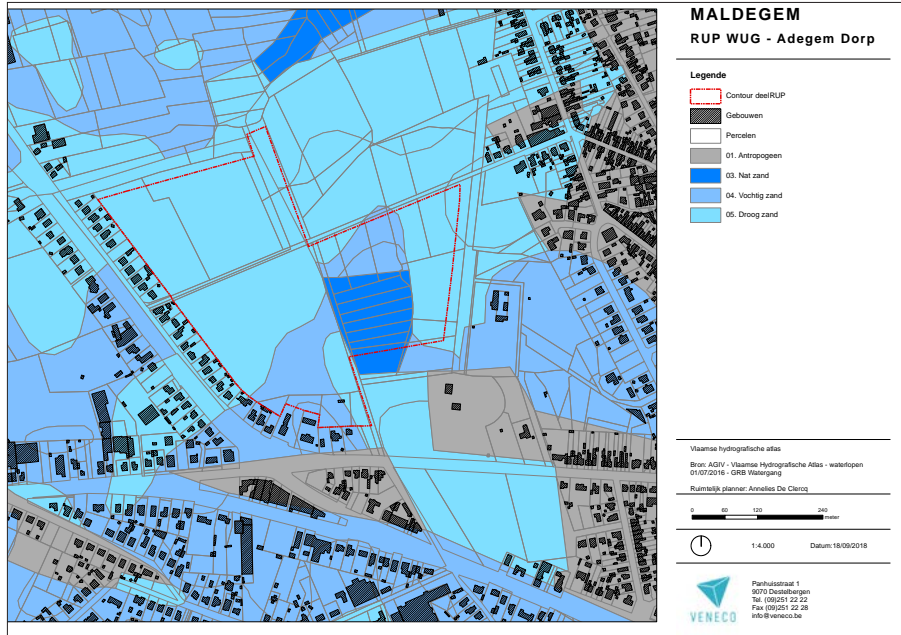 MALDEGEM
RUP WUG - Adegem Dorp
Legende
Contour deelRUP
Gebouwen
Percelen
01. Antropogeen
03. Nat zand
04. Vochtig zand
05. Droog zand
Vlaamse hydrografische atlas
Bron: AGIV - Vlaamse Hydrografische Atlas - waterlopen
01/07/2016 - GRB Watergang
Ruimtelijk planner: Annelies De Clercq
0 60 120 240
meter
1:4.000 Datum:18/09/2018
Panhuisstraat 1
9070 Destelbergen
Tel. (09)251 22 22
Fax (09)251 22 28
info@veneco.be
VENECO